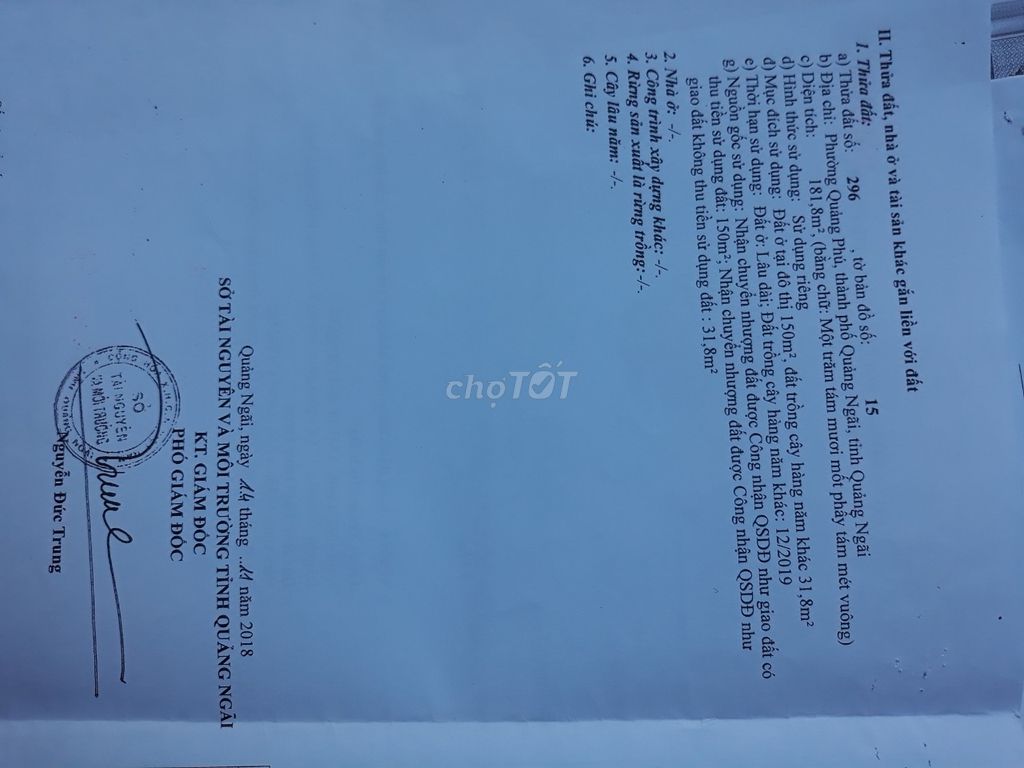 II. Thửa đất, nhà ở và tài sản khác gắn liền với đất
1. Thửa đất:
a) Thửa đất số: 296 , tờ bản đồ số: 15
b) Địa chỉ: Phường Quảng Phú, thành phố Quảng Ngãi, tỉnh Quảng Ngãi
c) Diện tích: 181,8m², (bằng chữ: Một trăm tám mươi mốt phẩy tám mét vuông)
d) Hình thức sử dụng: Sử dụng riêng
đ) Mục đích sử dụng: Đất ở tại đô thị 150m², đất trồng cây hàng năm khác 31,8m²
e) Thời hạn sử dụng: Đất ở: Lâu dài; Đất trồng cây hàng năm khác: 12/2019
g) Nguồn gốc sử dụng: Nhận chuyển nhượng đất được Công nhận QSDĐ như giao đất có
thu tiền sử dụng đất: 150m²; Nhận chuyển nhượng đất được Công nhận QSDĐ như
giao đất không thu tiền sử dụng đất : 31,8m²
2. Nhà ở: -/-.
3. Công trình xây dựng khác: -/-.
4. Rừng sản xuất là rừng trồng:-/-.
5. Cây lâu năm: -/-.
6. Ghi chú:
chợTỐT
Quảng Ngãi, ngày tháng ..11 năm 2018
SỞ TÀI NGUYÊN VÀ MÔI TRƯỜNG TỈNH QUẢNG NGÃI
KT. GIÁM ĐỐC
PHÓ GIÁM ĐỐC
SỞ
TÀI NGUYÊN
VÀ MÔI TRƯỜNG
Nguyễn Đức Trung